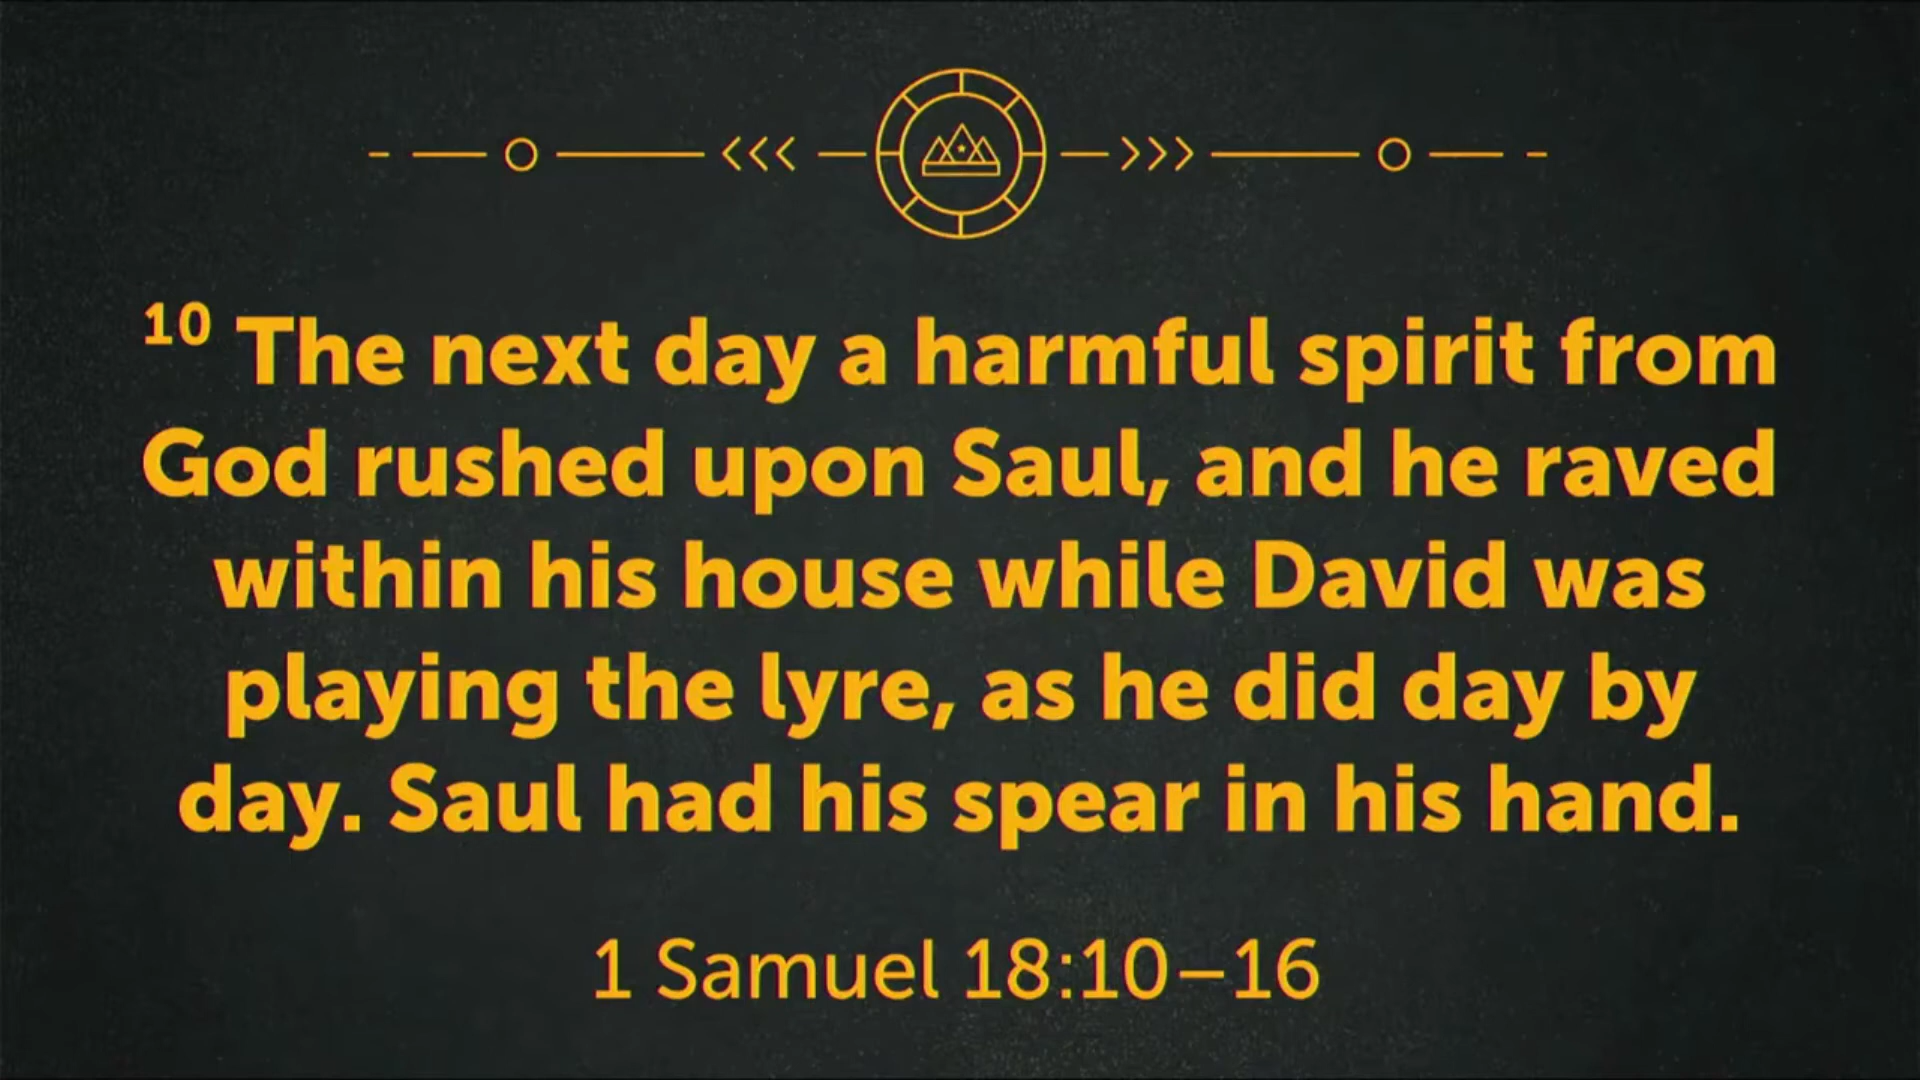 10 The next day a harmful spirit from
God rushed upon Saul, and he raved
within his house while David was
playing the lyre, as he did day by
day. Saul had his spear in his hand.
1 Samuel 18:10–16